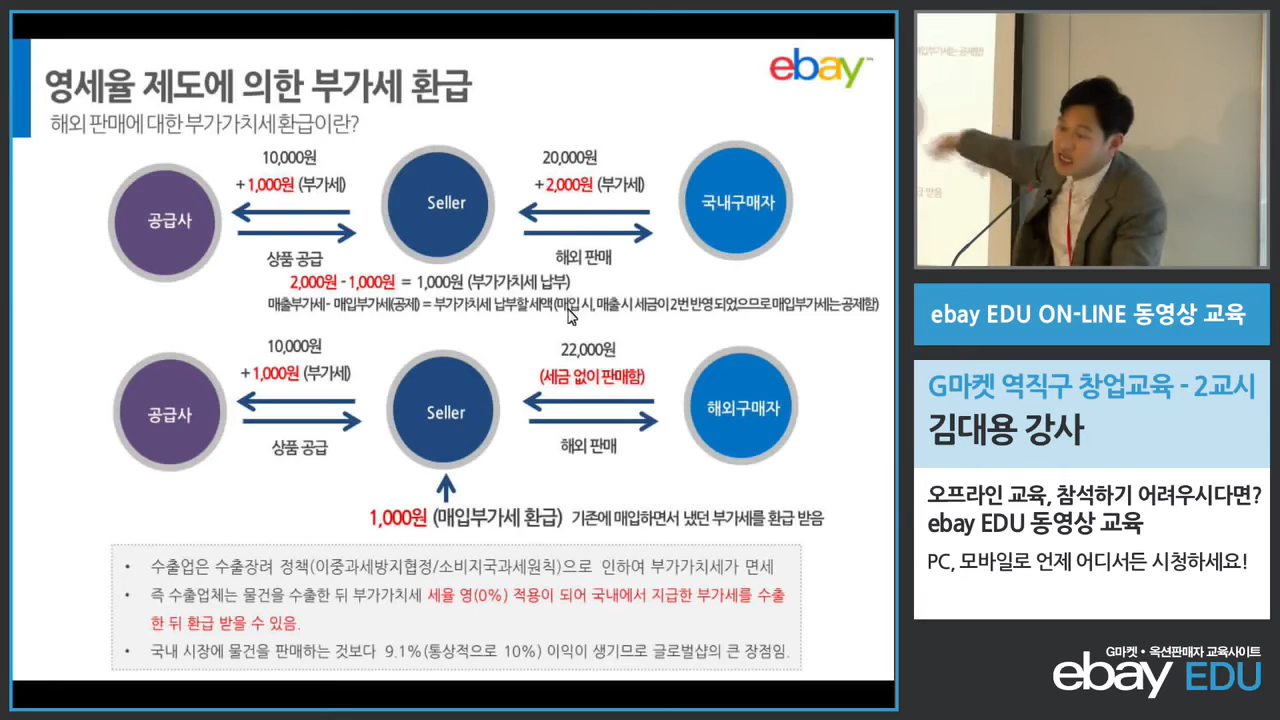 영세율 제도에 의한 부가세 환급
ebay™
해외 판매에 대한 부가가치세 환급이란?
10,000원
+ 1,000원 (부가세)
20,000원
+ 2,000원 (부가세)
공급사
Seller
국내구매자
상품 공급
해외 판매
2,000원 - 1,000원 = 1,000원 (부가가치세 납부)
매출부가세 - 매입부가세(공제) = 부가가치세 납부할 세액 (매입 시, 매출 시 세금이 2번 반영 되었으므로 매입부가세는 공제함)
10,000원
+ 1,000원 (부가세)
22,000원
(세금 없이 판매함)
공급사
Seller
해외구매자
상품 공급
해외 판매
1,000원 (매입부가세 환급) 기존에 매입하면서 냈던 부가세를 환급 받음
• 수출업은 수출장려 정책(이중과세방지협정/소비지국과세원칙)으로 인하여 부가가치세가 면세
• 즉 수출업체는 물건을 수출한 뒤 부가가치세 세율 영(0%) 적용이 되어 국내에서 지급한 부가세를 수출
한 뒤 환급 받을 수 있음.
• 국내 시장에 물건을 판매하는 것보다 9.1%(통상적으로 10%) 이익이 생기므로 글로벌샵의 큰 장점임.
매입부가세는 공제함)
급 받음
ebay EDU ON-LINE 동영상 교육
G마켓 역직구 창업교육 - 2교시
김대용 강사
오프라인 교육, 참석하기 어려우시다면?
ebay EDU 동영상 교육
PC, 모바일로 언제 어디서든 시청하세요!
G마켓 • 옥션판매자 교육사이트
ebay EDU